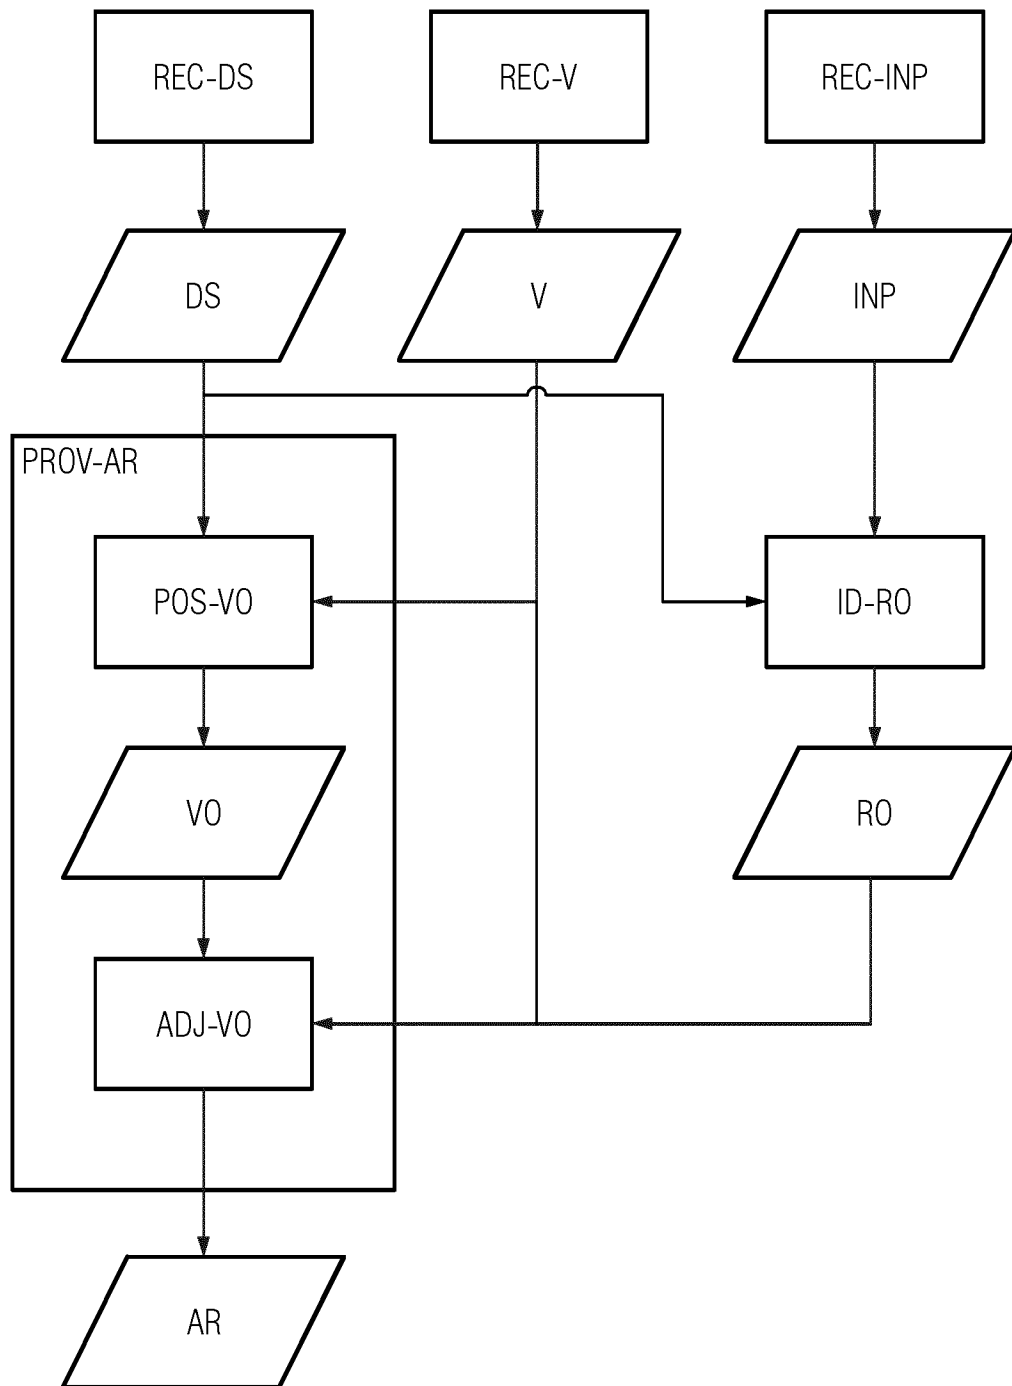 REC-DS
REC-V
REC-INP
DS
V
INP
PROV-AR
POS-VO
ID-RO
VO
RO
ADJ-VO
AR